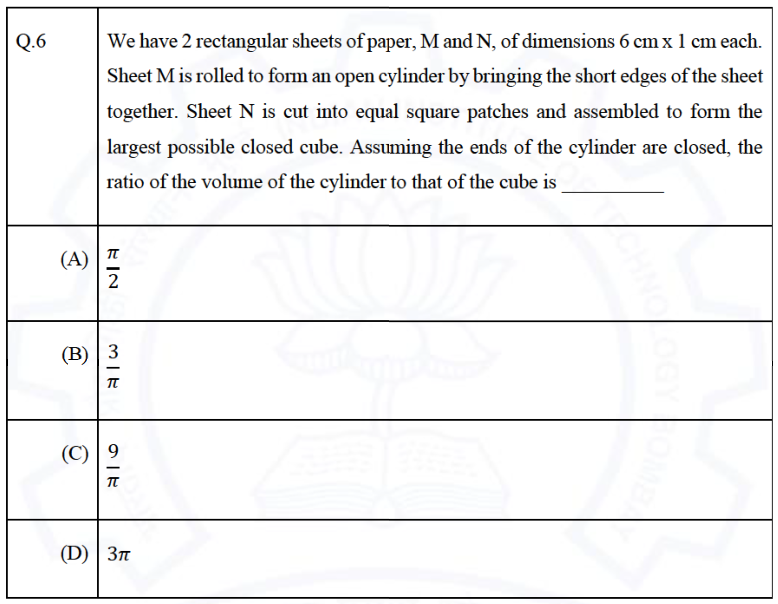 Q.6
We have 2 rectangular sheets of paper, M and N, of dimensions 6 cm x 1 cm each.
Sheet M is rolled to form an open cylinder by bringing the short edges of the sheet
together. Sheet N is cut into equal square patches and assembled to form the
largest possible closed cube. Assuming the ends of the cylinder are closed, the
ratio of the volume of the cylinder to that of the cube is __________
(A) π/2
(B) 3/π
(C) 9/π
(D) 3π